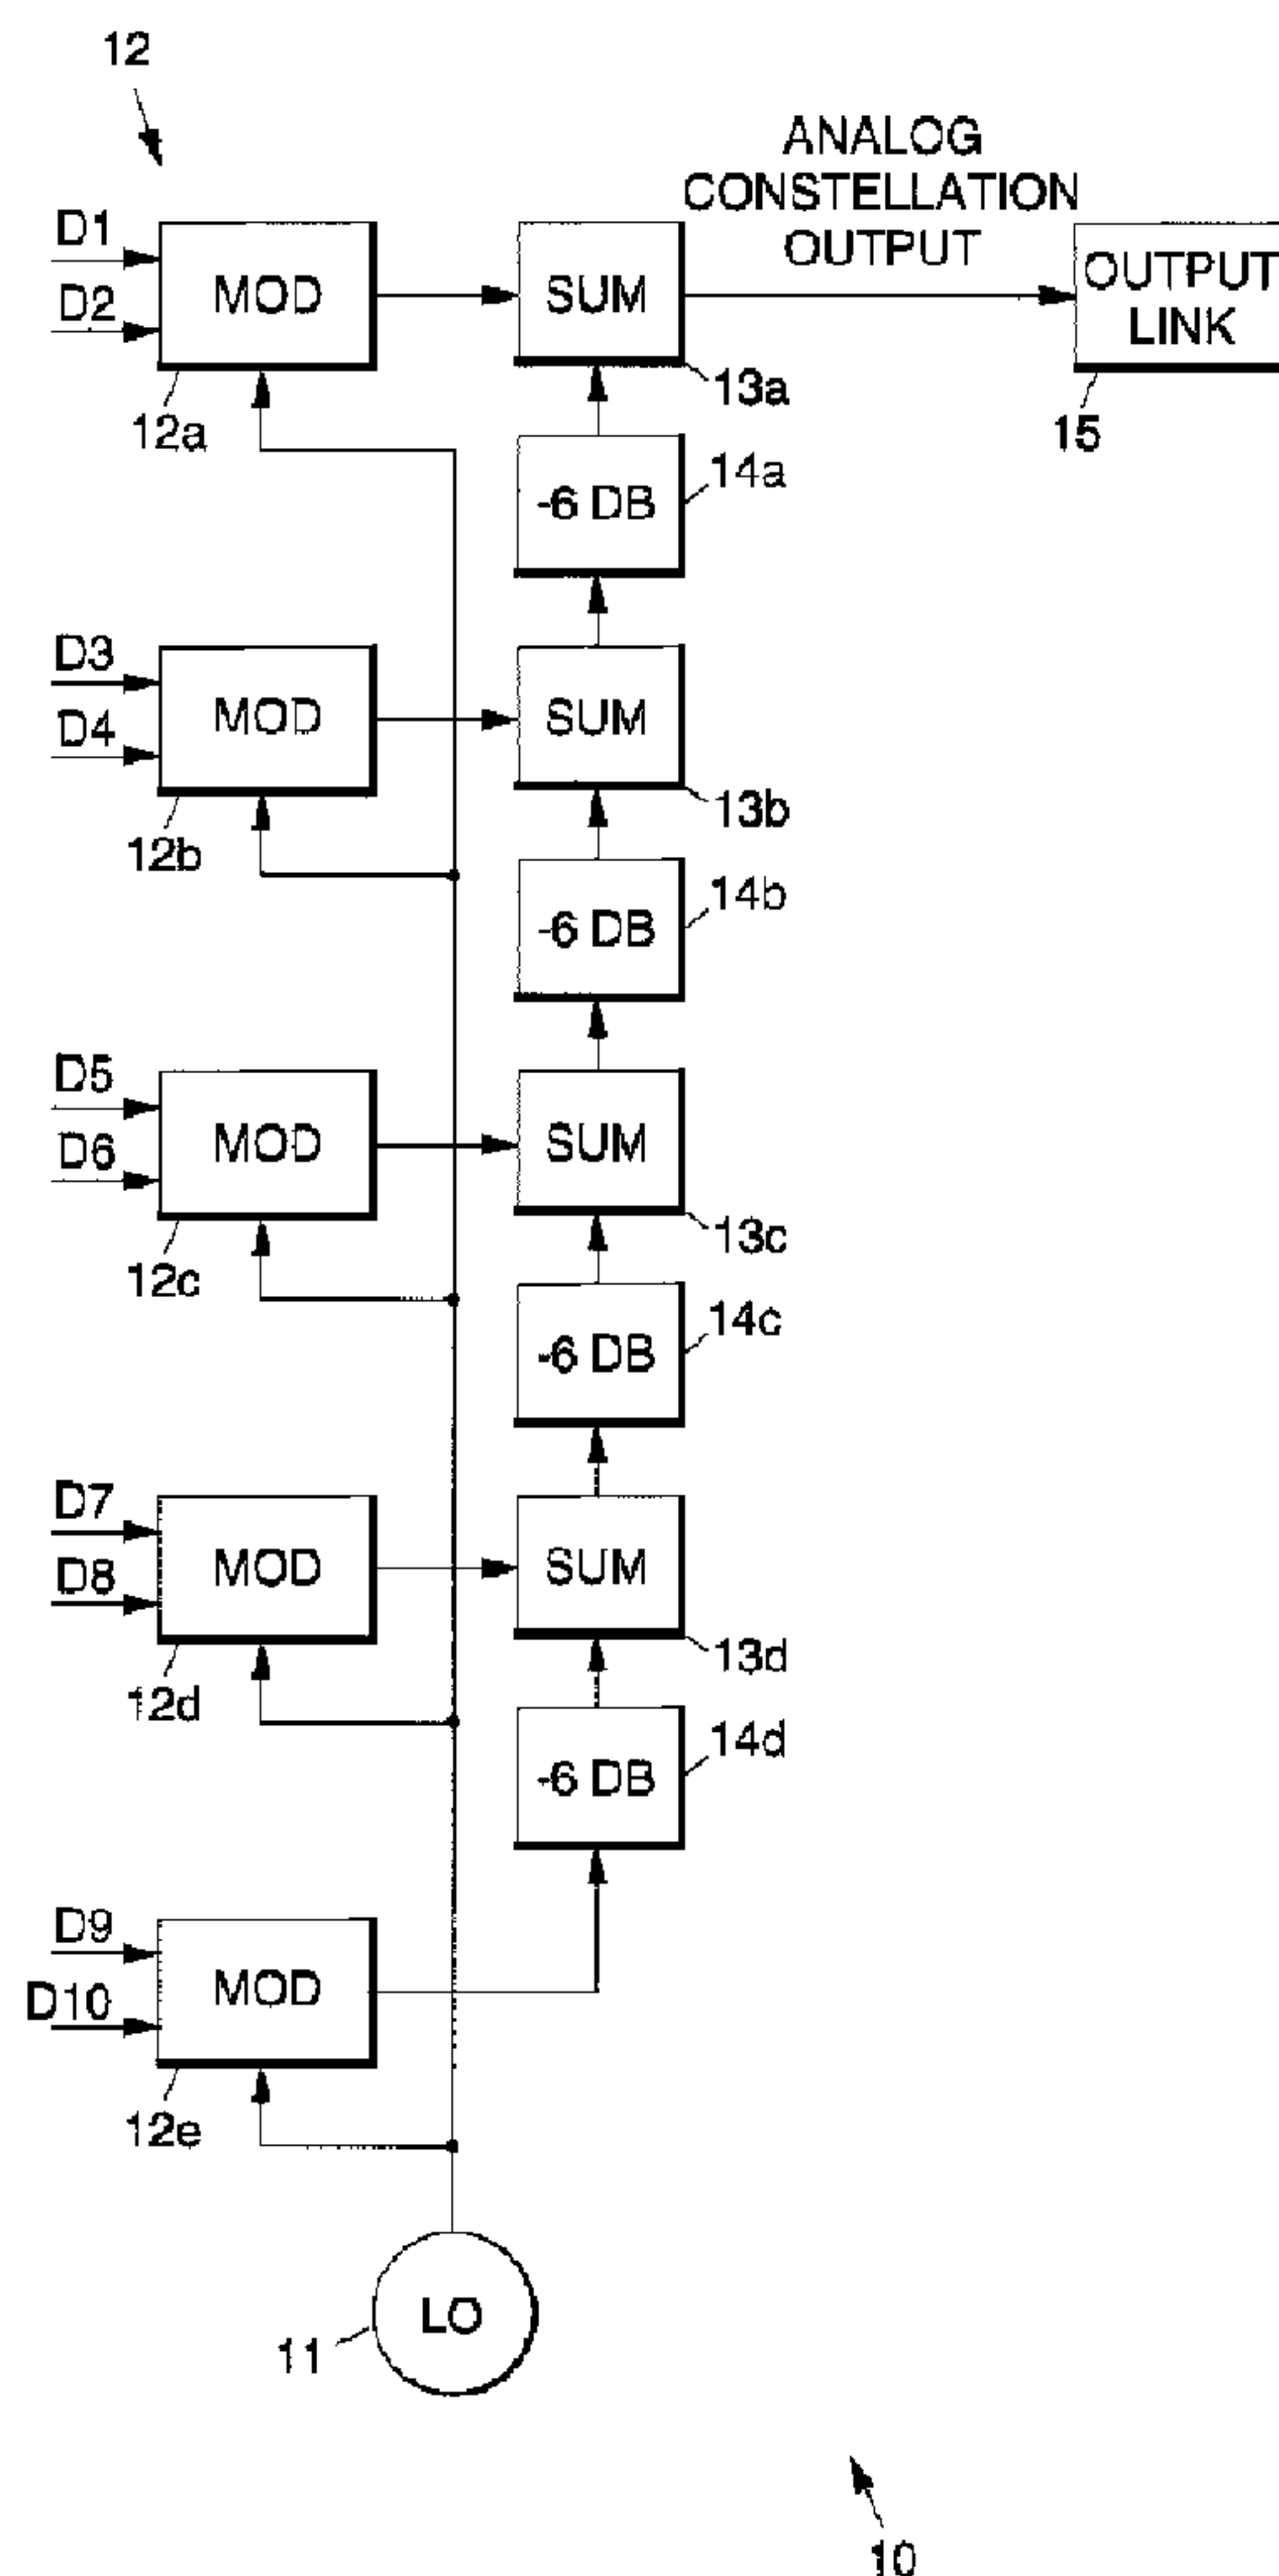 12
ANALOG
CONSTELLATION
OUTPUT
D1
D2
MOD
SUM
OUTPUT
LINK
12a
13a
15
-6 DB
14a
D3
D4
MOD
SUM
12b
13b
-6 DB
14b
D5
D6
MOD
SUM
12c
13c
-6 DB
14c
D7
D8
MOD
SUM
12d
13d
-6 DB
14d
D9
D10
MOD
12e
LO
11
10